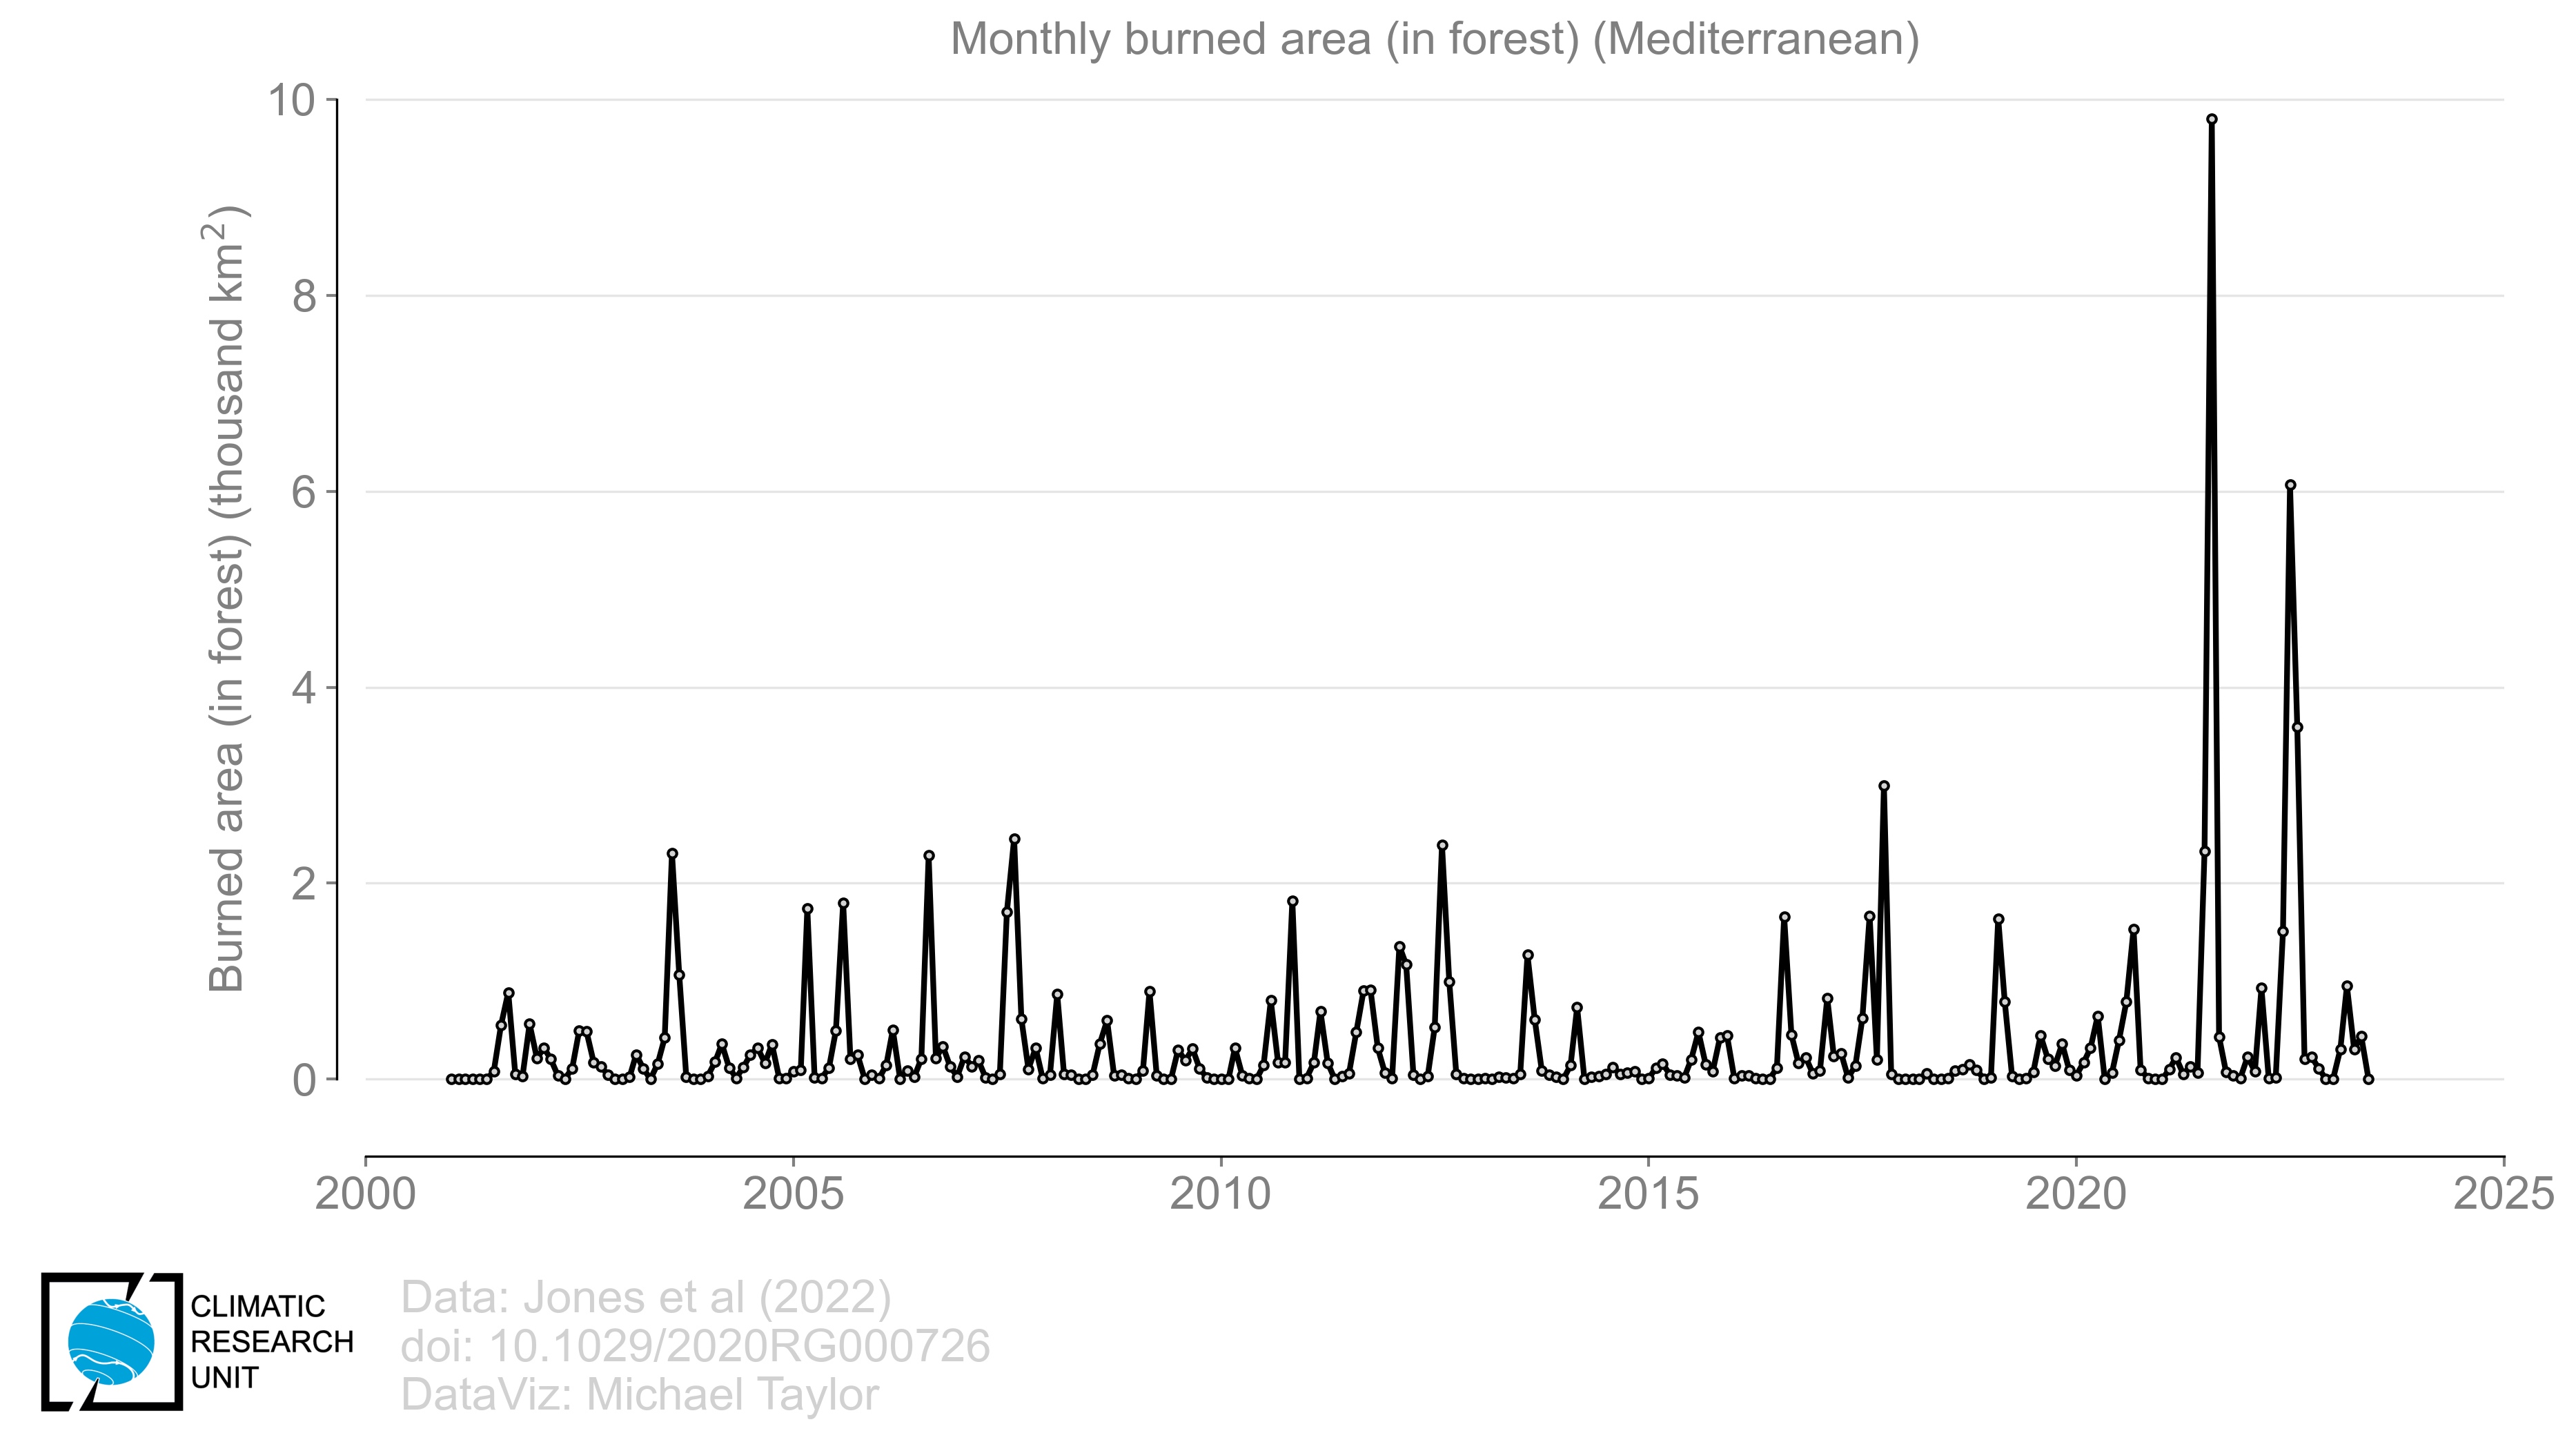 Monthly burned area (in forest) (Mediterranean)
Burned area (in forest) (thousand km²)
10
8
6
4
2
0
2000 2005 2010 2015 2020 2025
CLIMATIC
RESEARCH
UNIT
Data: Jones et al (2022)
doi: 10.1029/2020RG000726
DataViz: Michael Taylor